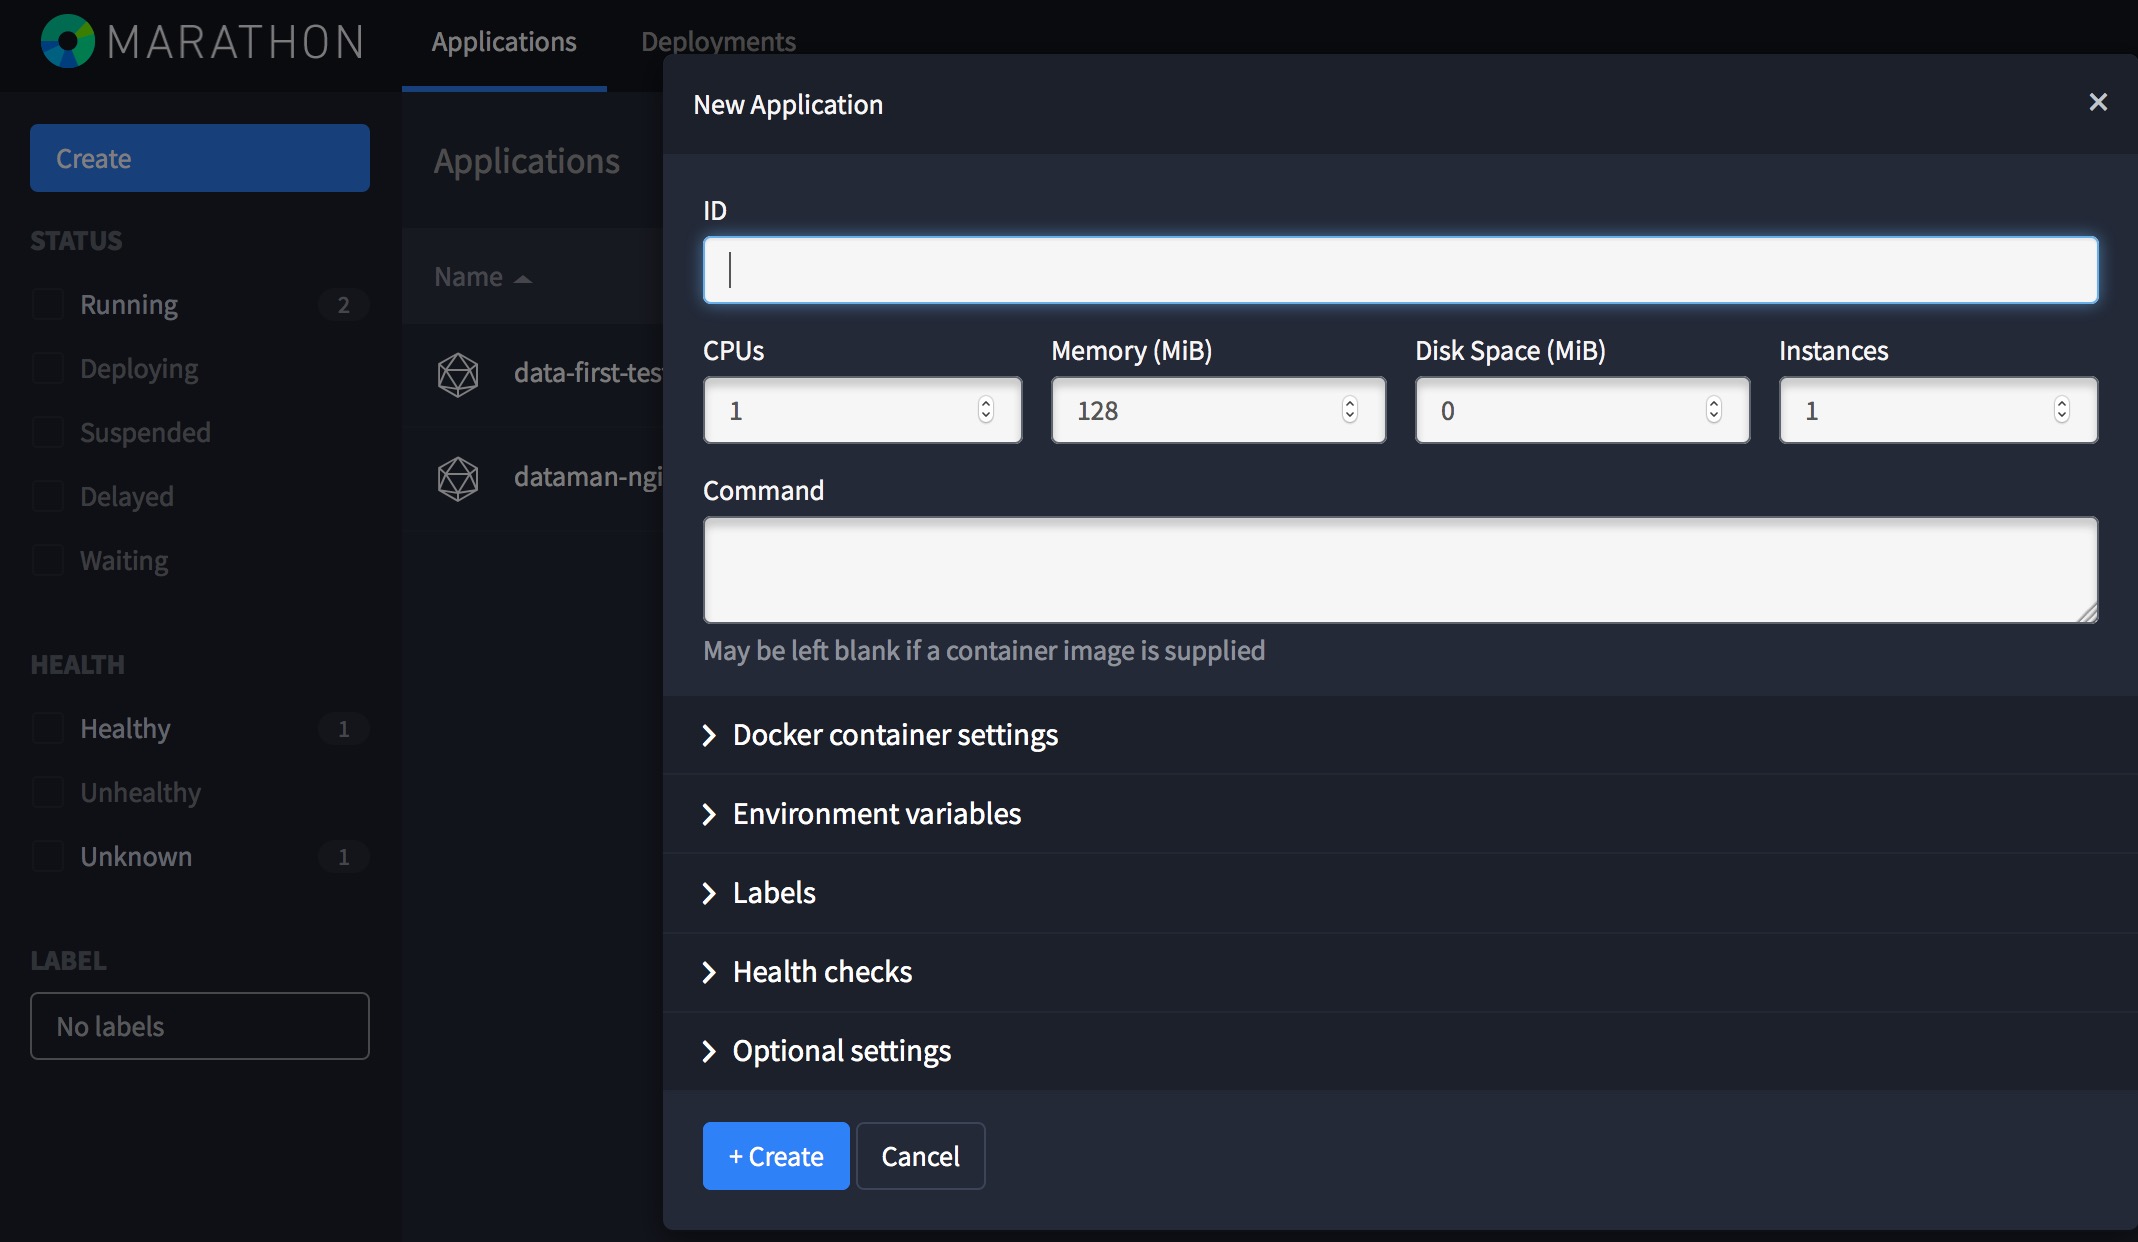 MARATHON
Applications
Deployments
Create
STATUS
Running 2
Deploying
Suspended
Delayed
Waiting
HEALTH
Healthy 1
Unhealthy
Unknown 1
LABEL
No labels
Applications
Name
data-first-tes
dataman-ngi
New Application
ID
CPUs Memory (MiB) Disk Space (MiB) Instances
1 128 0 1
Command
May be left blank if a container image is supplied
Docker container settings
Environment variables
Labels
Health checks
Optional settings
+ Create Cancel